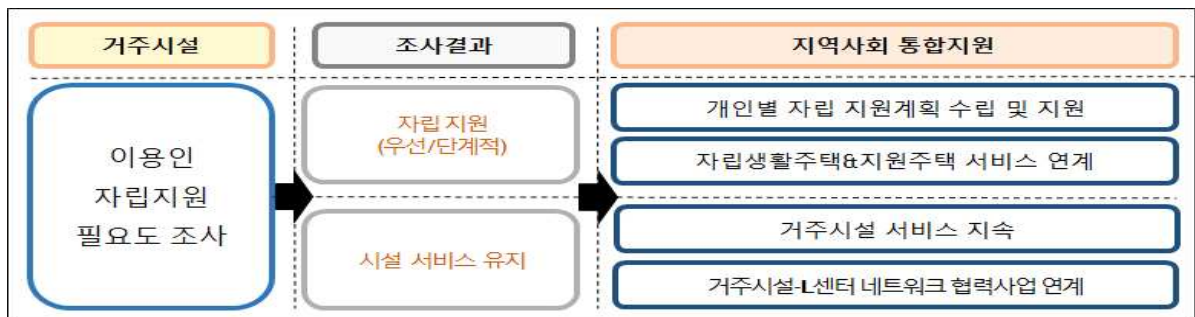 거주시설
조사결과
지역사회 통합지원
이용인
자립지원
필요도 조사
자립 지원
(우선/단계적)
시설 서비스 유지
개인별 자립 지원계획 수립 및 지원
자립생활주택&지원주택 서비스 연계
거주시설 서비스 지속
거주시설-L센터 네트워크 협력사업 연계